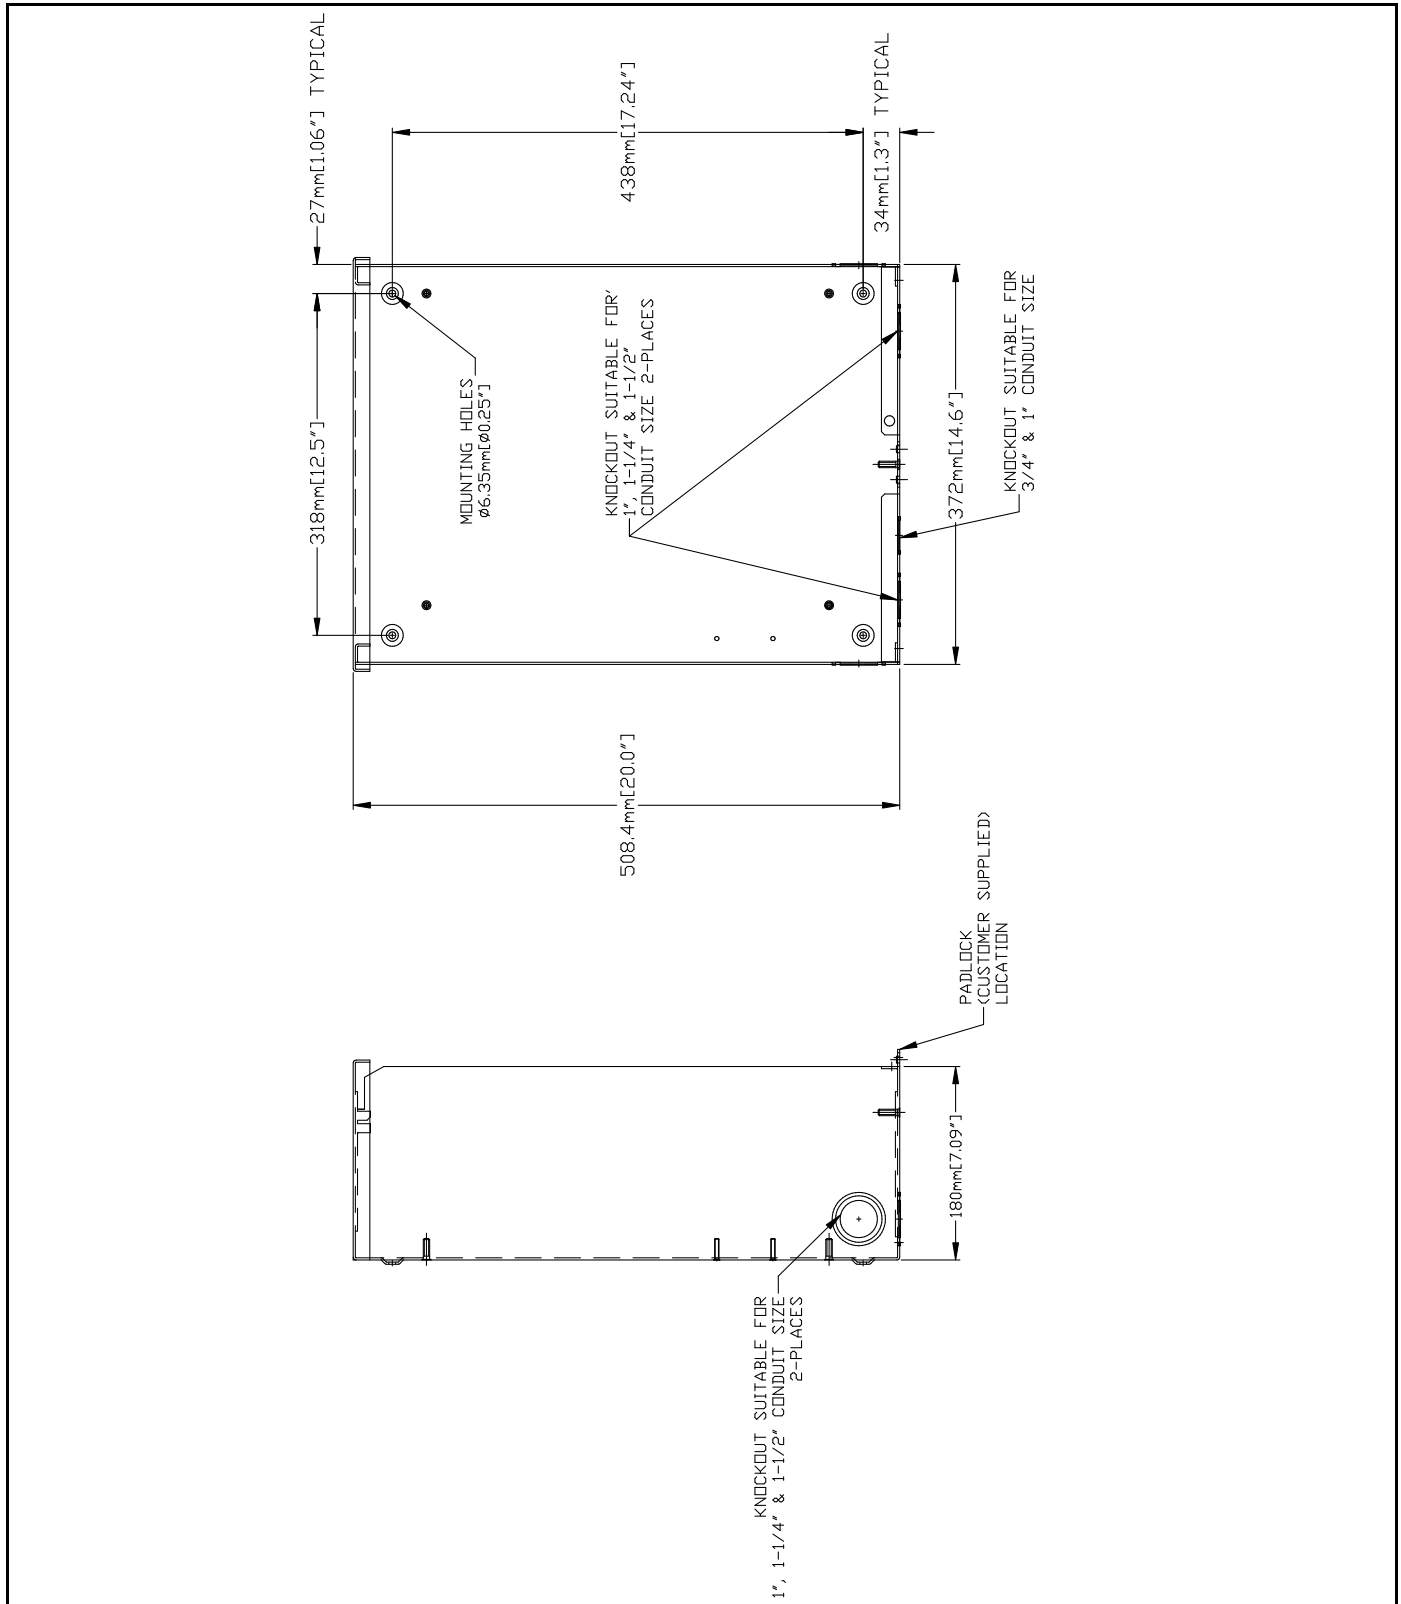 27mm[1.06"] TYPICAL
318mm[12.5"]
438mm[17.24"]
34mm[1.3"] TYPICAL
MOUNTING HOLES
ø6.35mm[ø0.25"]
KNOCKOUT SUITABLE FOR'
1", 1-1/4" & 1-1/2"
CONDUIT SIZE 2-PLACES
372mm[14.6"]
KNOCKOUT SUITABLE FOR
3/4" & 1" CONDUIT SIZE
508.4mm[20.0"]
PADLOCK
(CUSTOMER SUPPLIED)
LOCATION
180mm[7.09"]
KNOCKOUT SUITABLE FOR
1", 1-1/4" & 1-1/2" CONDUIT SIZE
2-PLACES